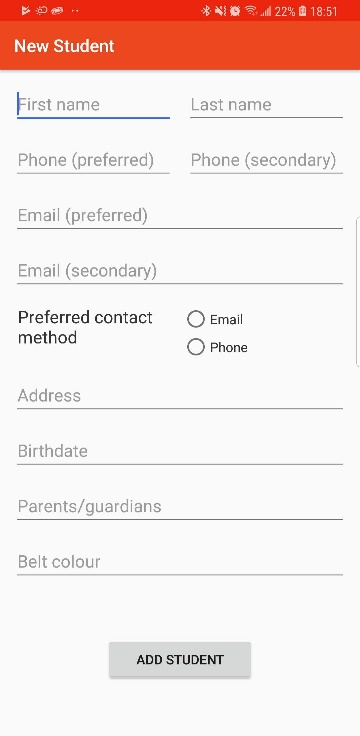 22% 18:51
New Student
First name Last name
Phone (preferred) Phone (secondary)
Email (preferred)
Email (secondary)
Preferred contact
method
Email
Phone
Address
Birthdate
Parents/guardians
Belt colour
ADD STUDENT